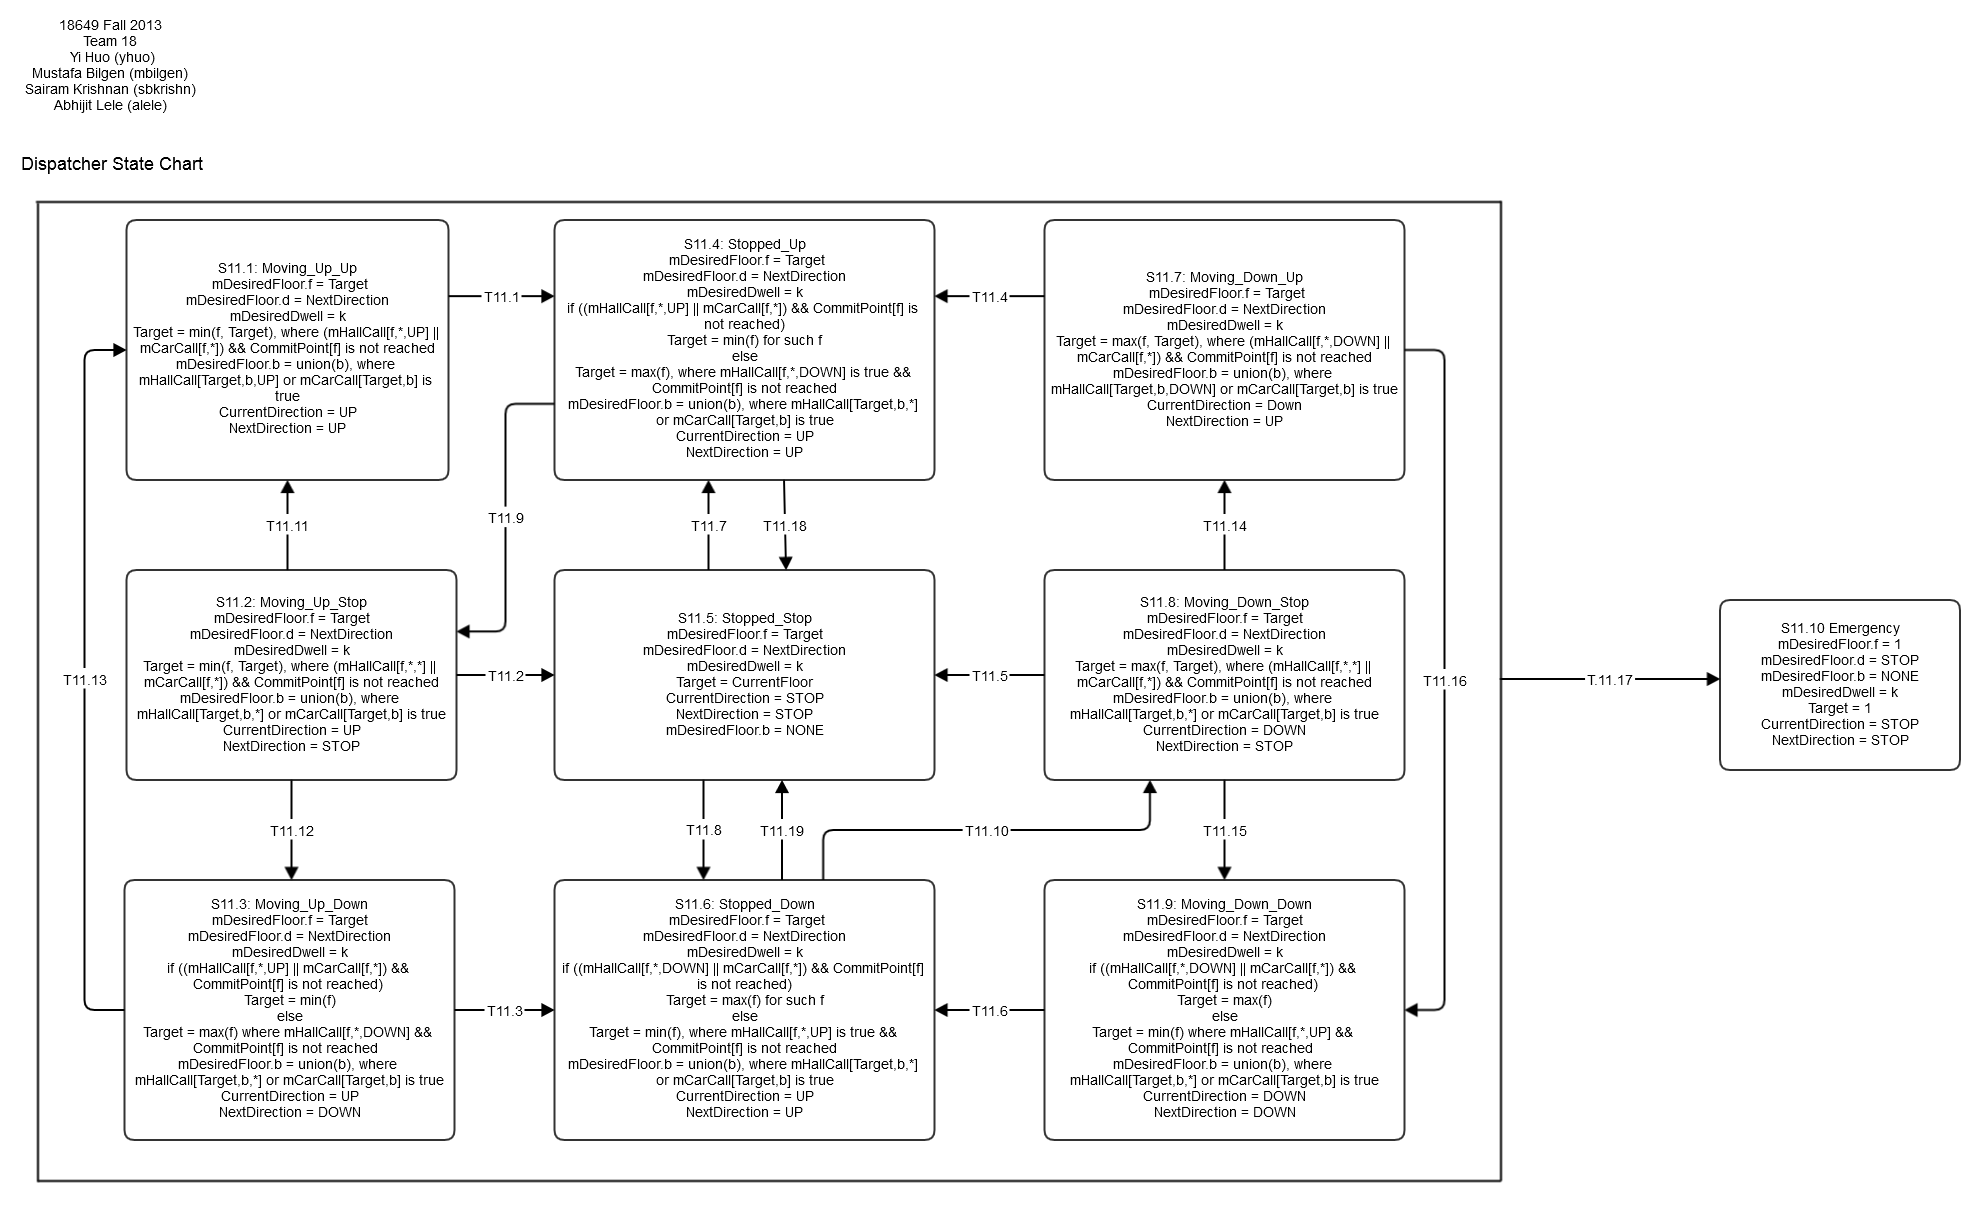 18649 Fall 2013
Team 18
Yi Huo (yhuo)
Mustafa Bilgen (mbilgen)
Sairam Krishnan (sbkrishn)
Abhijit Lele (alele)
Dispatcher State Chart
S11.1: Moving_Up_Up
mDesiredFloor.f = Target
mDesiredFloor.d = NextDirection
mDesiredDwell = k
Target = min(f, Target), where (mHallCall[f,*,UP] ||
mCarCall[f,*]) && CommitPoint[f] is not reached
mDesiredFloor.b = union(b), where
mHallCall[Target,b,UP] or mCarCall[Target,b] is
true
CurrentDirection = UP
NextDirection = UP
T11.1
S11.4: Stopped_Up
mDesiredFloor.f = Target
mDesiredFloor.d = NextDirection
mDesiredDwell = k
if ((mHallCall[f,*,UP] || mCarCall[f,*]) && CommitPoint[f] is
not reached)
Target = min(f) for such f
else
Target = max(f), where mHallCall[f,*,DOWN] is true &&
CommitPoint[f] is not reached
mDesiredFloor.b = union(b), where mHallCall[Target,b,*]
or mCarCall[Target,b] is true
CurrentDirection = UP
NextDirection = UP
T11.4
S11.7: Moving_Down_Up
mDesiredFloor.f = Target
mDesiredFloor.d = NextDirection
mDesiredDwell = k
Target = max(f, Target), where (mHallCall[f,*,DOWN] ||
mCarCall[f,*]) && CommitPoint[f] is not reached
mDesiredFloor.b = union(b), where
mHallCall[Target,b,DOWN] or mCarCall[Target,b] is true
CurrentDirection = Down
NextDirection = UP
T11.11
T11.9
T11.7
T11.18
T11.14
S11.2: Moving_Up_Stop
mDesiredFloor.f = Target
mDesiredFloor.d = NextDirection
mDesiredDwell = k
Target = min(f, Target), where (mHallCall[f,*,*] ||
mCarCall[f,*]) && CommitPoint[f] is not reached
mDesiredFloor.b = union(b), where
mHallCall[Target,b,*] or mCarCall[Target,b] is true
CurrentDirection = UP
NextDirection = STOP
T11.13
T11.2
S11.5: Stopped_Stop
mDesiredFloor.f = Target
mDesiredFloor.d = NextDirection
mDesiredDwell = k
Target = CurrentFloor
CurrentDirection = STOP
NextDirection = STOP
mDesiredFloor.b = NONE
T11.5
S11.8: Moving_Down_Stop
mDesiredFloor.f = Target
mDesiredFloor.d = NextDirection
mDesiredDwell = k
Target = max(f, Target), where (mHallCall[f,*,*] ||
mCarCall[f,*]) && CommitPoint[f] is not reached
mDesiredFloor.b = union(b), where
mHallCall[Target,b,*] or mCarCall[Target,b] is true
CurrentDirection = DOWN
NextDirection = STOP
T11.16
T.11.17
S11.10 Emergency
mDesiredFloor.f = 1
mDesiredFloor.d = STOP
mDesiredFloor.b = NONE
mDesiredDwell = k
Target = 1
CurrentDirection = STOP
NextDirection = STOP
T11.12
T11.8
T11.19
T11.10
T11.15
S11.3: Moving_Up_Down
mDesiredFloor.f = Target
mDesiredFloor.d = NextDirection
mDesiredDwell = k
if ((mHallCall[f,*,UP] || mCarCall[f,*]) &&
CommitPoint[f] is not reached)
Target = min(f)
else
Target = max(f) where mHallCall[f,*,DOWN] &&
CommitPoint[f] is not reached
mDesiredFloor.b = union(b), where
mHallCall[Target,b,*] or mCarCall[Target,b] is true
CurrentDirection = UP
NextDirection = DOWN
T11.3
S11.6: Stopped_Down
mDesiredFloor.f = Target
mDesiredFloor.d = NextDirection
mDesiredDwell = k
if ((mHallCall[f,*,DOWN] || mCarCall[f,*]) && CommitPoint[f]
is not reached)
Target = max(f) for such f
else
Target = min(f), where mHallCall[f,*,UP] is true &&
CommitPoint[f] is not reached
mDesiredFloor.b = union(b), where mHallCall[Target,b,*]
or mCarCall[Target,b] is true
CurrentDirection = UP
NextDirection = UP
T11.6
S11.9: Moving_Down_Down
mDesiredFloor.f = Target
mDesiredFloor.d = NextDirection
mDesiredDwell = k
if ((mHallCall[f,*,DOWN] || mCarCall[f,*]) &&
CommitPoint[f] is not reached)
Target = max(f)
else
Target = min(f) where mHallCall[f,*,UP] &&
CommitPoint[f] is not reached
mDesiredFloor.b = union(b), where
mHallCall[Target,b,*] or mCarCall[Target,b] is true
CurrentDirection = DOWN
NextDirection = DOWN